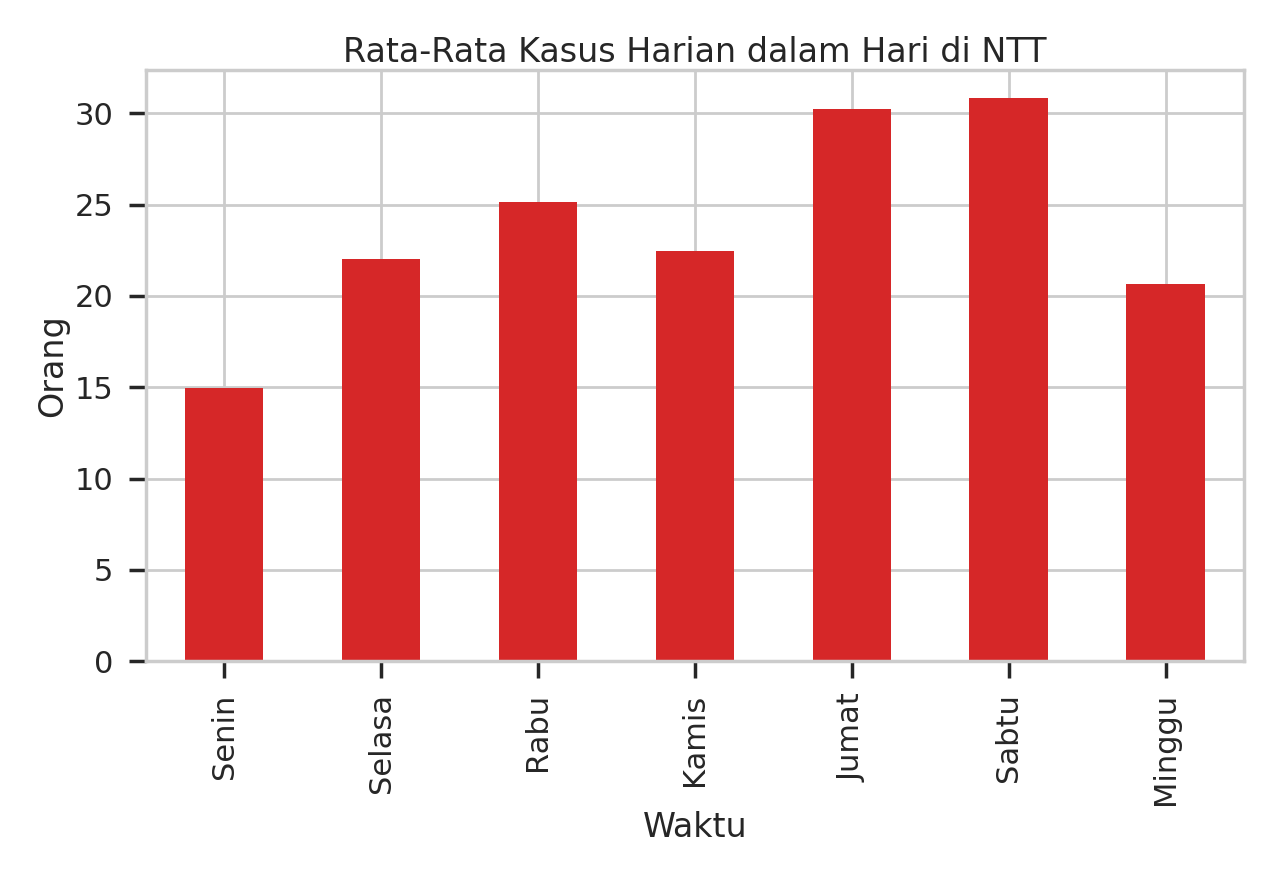 Rata-Rata Kasus Harian dalam Hari di NTT
30
25
20
15
10
5
0
Orang
Senin
Selasa
Rabu
Kamis
Jumat
Sabtu
Minggu
Waktu